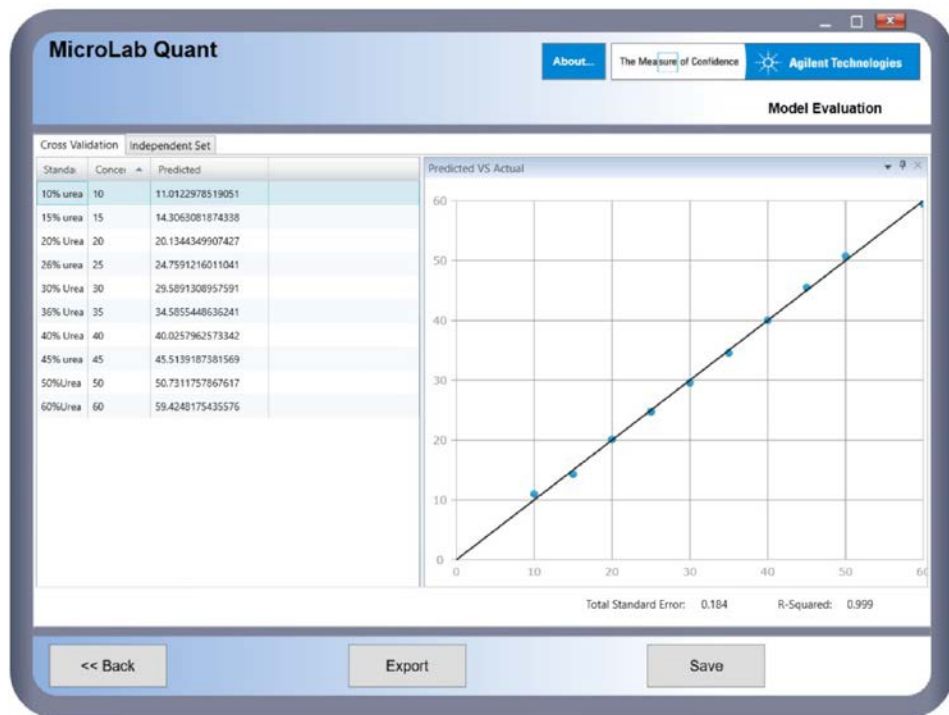 MicroLab Quant
About...
The Measure of Confidence
Agilent Technologies
Model Evaluation
Cross Validation Independent Set
Standa Concei Predicted
10% urea 10 11.0122978519051
15% urea 15 14.3063081874338
20% Urea 20 20.1344349907427
26% urea 25 24.7591216011041
30% Urea 30 29.5891308957591
36% Urea 35 34.5855448636241
40% Urea 40 40.0257962573342
45% urea 45 45.5139187381569
50%Urea 50 50.7311757867617
60%Urea 60 59.4248175435576
Predicted VS Actual
60
50
40
30
20
10
0
0 10 20 30 40 50 60
Total Standard Error: 0.184 R-Squared: 0.999
<< Back
Export
Save